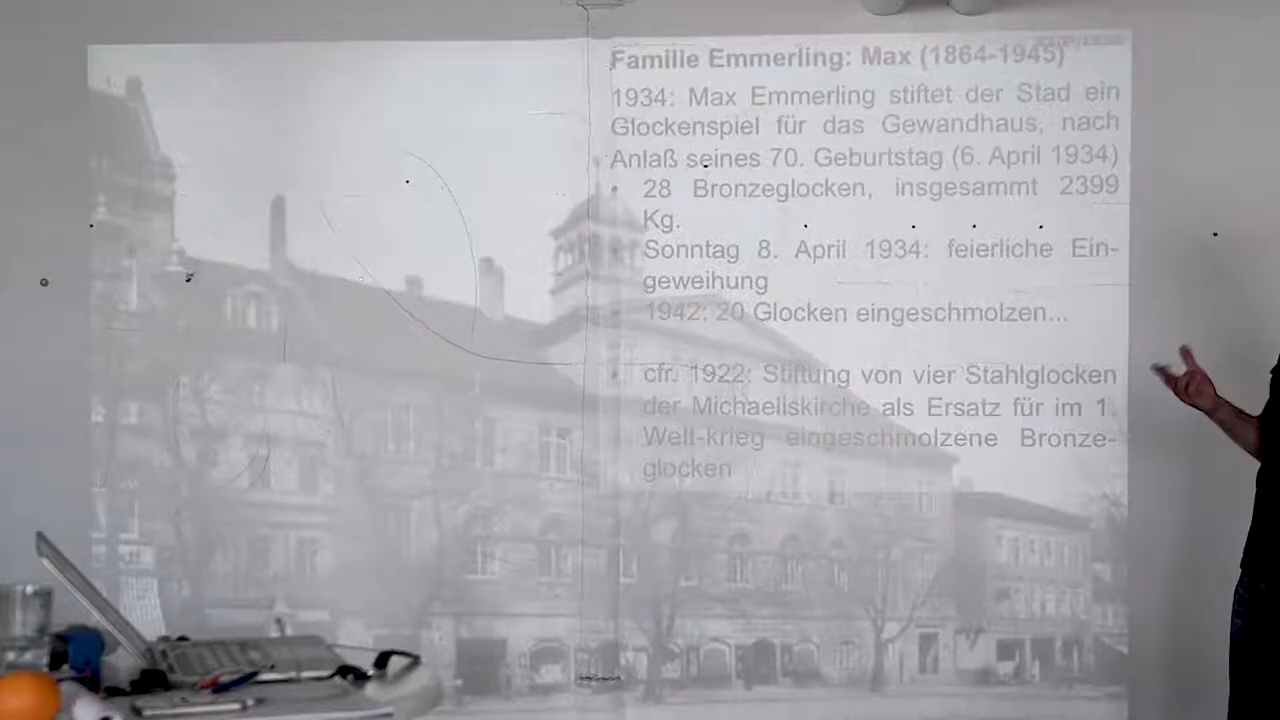 Familie Emmerling: Max (1864-1945)
1934: Max Emmerling stiftet der Stad ein
Glockenspiel für das Gewandhaus, nach
Anlaß seines 70. Geburtstag (6. April 1934)
28 Bronzeglocken, insgesammt 2399
Kg.
Sonntag 8. April 1934: feierliche Ein-
geweihung
1942: 20 Glocken eingeschmolzen...
cfr. 1922: Stiftung von vier Stahlglocken
der Michaeliskirche als Ersatz für im 1.
Welt-krieg eingeschmolzene Bronze-
glocken